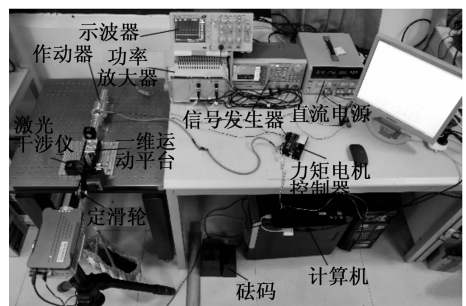 示波器
作动器
功率
放大器
信号发生器
直流电源
激光
干涉仪
一维运
动平台
力矩电机
控制器
定滑轮
计算机
砝码